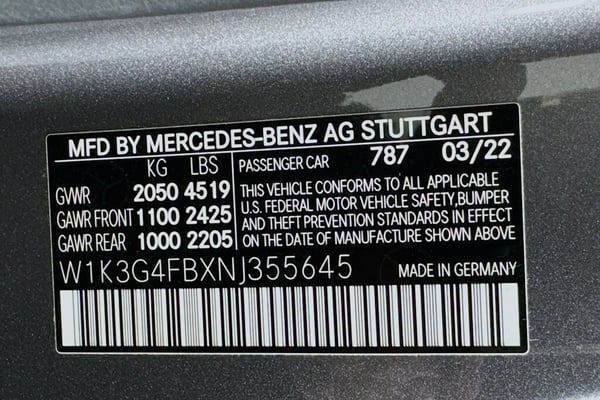 MFD BY MERCEDES-BENZ AG STUTTGART
KG LBS
GVWR 2050 4519
GAWR FRONT 1100 2425
GAWR REAR 1000 2205
PASSENGER CAR 787 03/22
THIS VEHICLE CONFORMS TO ALL APPLICABLE
U.S. FEDERAL MOTOR VEHICLE SAFETY,BUMPER
AND THEFT PREVENTION STANDARDS IN EFFECT
ON THE DATE OF MANUFACTURE SHOWN ABOVE
W1K3G4FBXNJ355645 MADE IN GERMANY